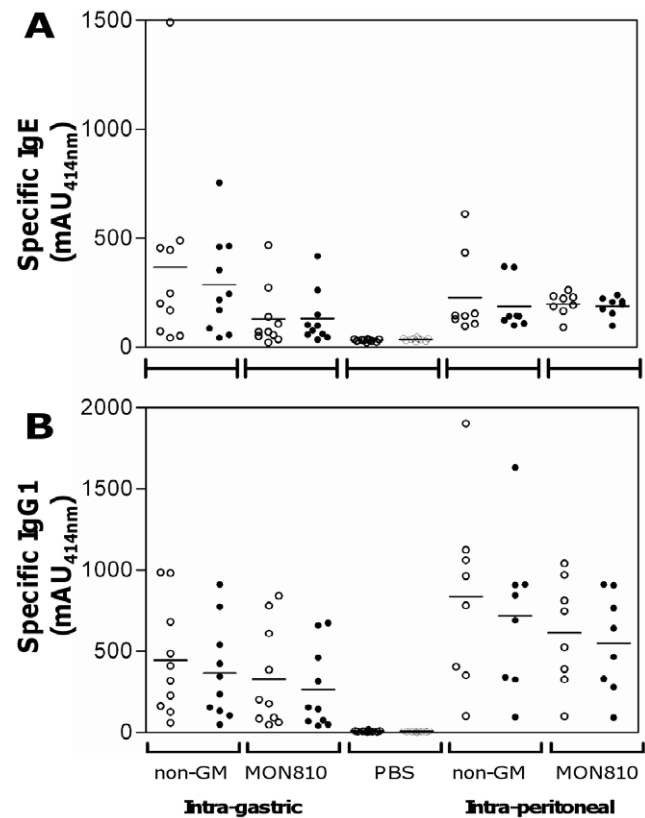 A
Specific IgE
(mAU414nm)
1500
1000
500
0
B
Specific IgG1
(mAU414nm)
2000
1500
1000
500
0
non-GM MON810 PBS non-GM MON810
Intra-gastric Intra-peritoneal